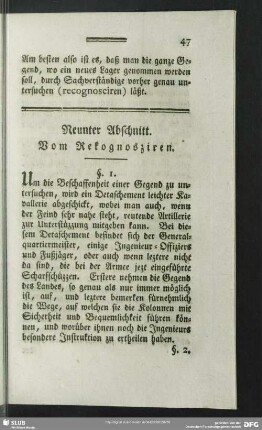 47
Am besten also ist es, daß man die ganze Ge-
gend, wo ein neues Lager genommen werden
soll, durch Sachverständige vorher genau un-
tersuchen (recognosciren) läßt.
Neunter Abschnitt.
Vom Rekognosziren.
§. 1.
Um die Beschaffenheit einer Gegend zu un-
tersuchen, wird ein Detaschement leichter Ka-
vallerie abgeschickt, wobei man auch, wenn
der Feind sehr nahe steht, reutende Artillerie
zur Unterstüzzung mitgeben kann. Bei die-
sem Detaschement befindet sich der General-
quartiermeister, einige Ingenieur-Offiziers
und Fußjäger, oder auch wenn leztere nicht
da sind, die bei der Armee jezt eingeführte
Scharfschüzzen. Erstere nehmen die Gegend
des Landes, so genau als nur immer möglich
ist, auf, und leztere bemerken fürnehmlich
die Wege, auf welchen sie die Kolonnen mit
Sicherheit und Bequemlichkeit führen kön-
nen, und worüber ihnen noch die Ingenieurs
besondere Instruktion zu ertheilen haben.
§. 2.
SLUB
DFG